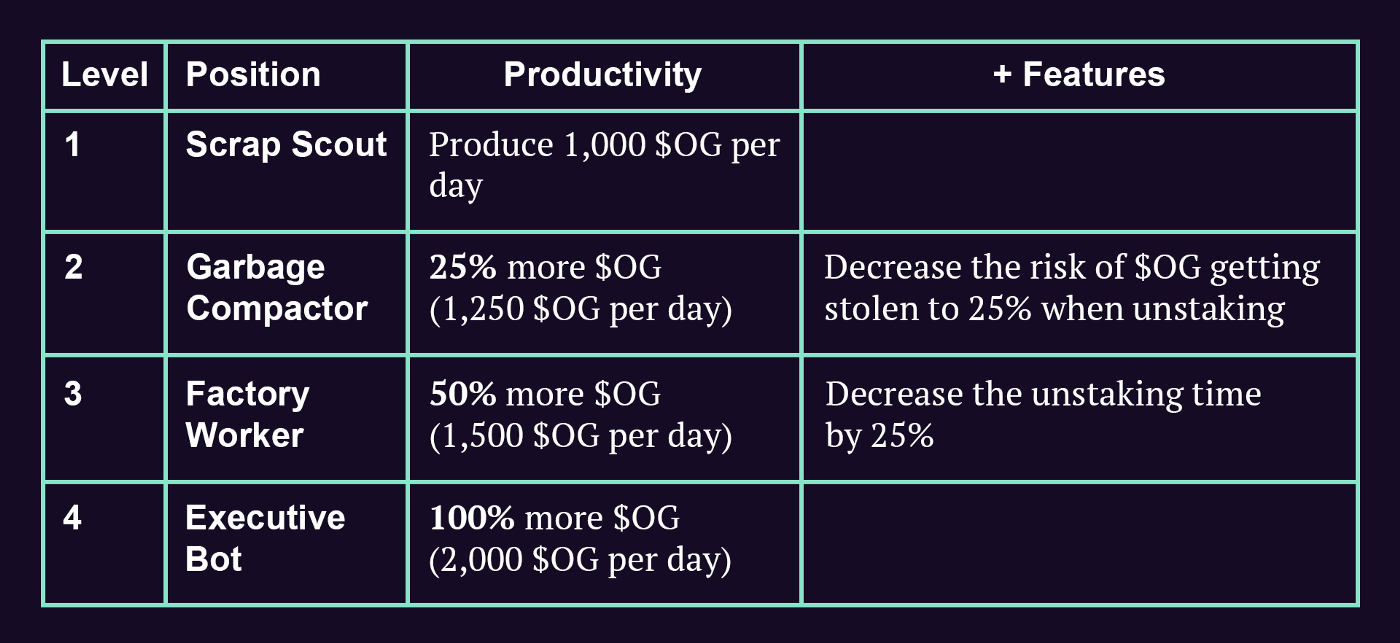 Level Position Productivity + Features
1 Scrap Scout Produce 1,000 $OG per
day
2 Garbage 25% more $OG Decrease the risk of $OG getting
Compactor (1,250 $OG per day) stolen to 25% when unstaking
3 Factory 50% more $OG Decrease the unstaking time
Worker (1,500 $OG per day) by 25%
4 Executive 100% more $OG
Bot (2,000 $OG per day)